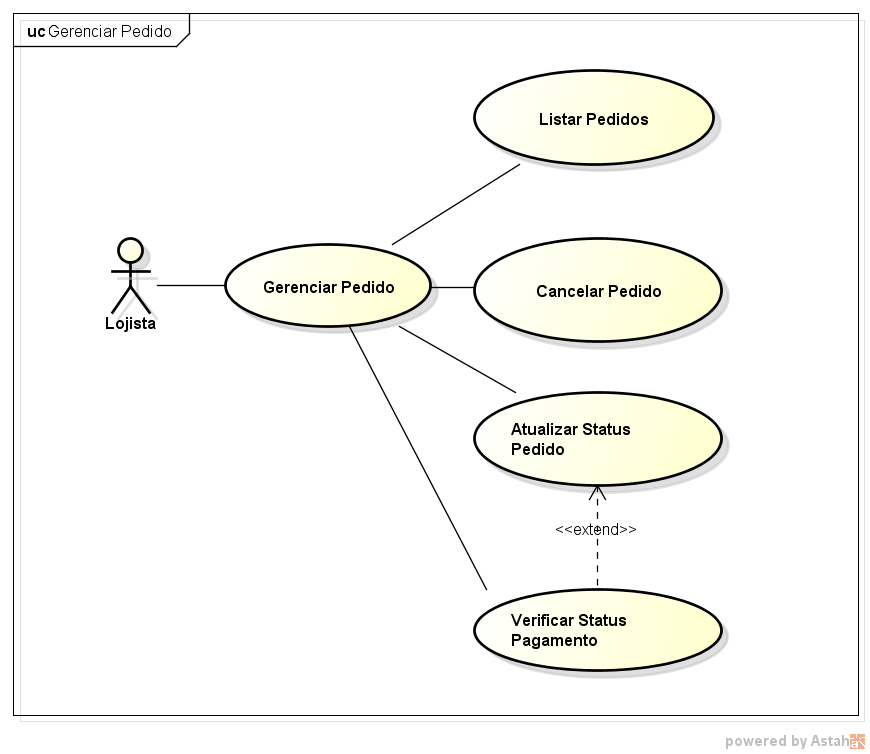 uc Gerenciar Pedido
Listar Pedidos
Lojista
Gerenciar Pedido
Cancelar Pedido
Atualizar Status
Pedido
<<extend>>
Verificar Status
Pagamento
powered by Astah